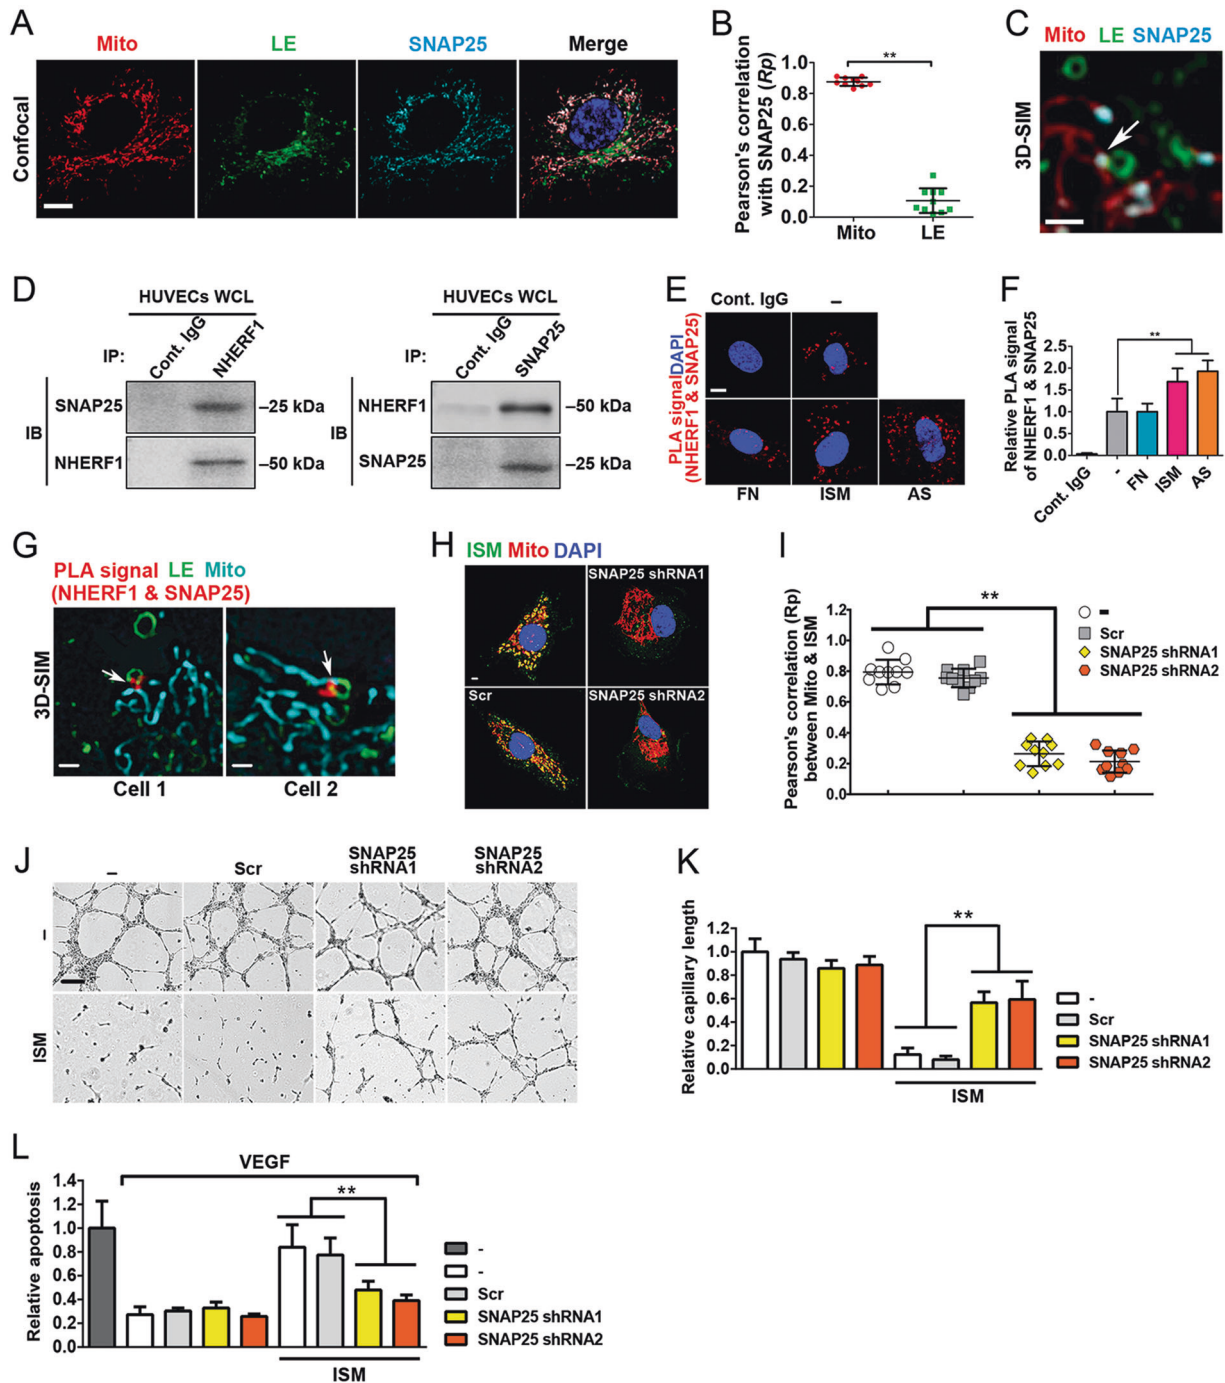 A
Mito LE SNAP25 Merge
Confocal
B
Pearson's correlation
with SNAP25 (Rp)
**
1.0
0.8
0.6
0.4
0.2
0.0
Mito LE
C
Mito LE SNAP25
3D-SIM
D
HUVECs WCL
IP: Cont. IgG NHERF1
IB
SNAP25 –25 kDa
NHERF1 –50 kDa
HUVECs WCL
IP: Cont. IgG SNAP25
IB
NHERF1 –50 kDa
SNAP25 –25 kDa
E
PLA signal DAPI
(NHERF1 & SNAP25)
Cont. IgG –
FN ISM AS
F
Relative PLA signal
of NHERF1 & SNAP25
**
2.5
2.0
1.5
1.0
0.5
0.0
Cont. IgG - FN ISM AS
G
PLA signal LE Mito
(NHERF1 & SNAP25)
3D-SIM
Cell 1 Cell 2
H
ISM Mito DAPI
SNAP25 shRNA1
Scr SNAP25 shRNA2
I
Pearson's correlation (Rp)
between Mito & ISM
**
1.2
1.0
0.8
0.6
0.4
0.2
0.0
–
Scr
SNAP25 shRNA1
SNAP25 shRNA2
J
– Scr SNAP25 shRNA1 SNAP25 shRNA2
–
ISM
K
Relative capillary length
**
1.2
1.0
0.8
0.6
0.4
0.2
0.0
ISM
-
Scr
SNAP25 shRNA1
SNAP25 shRNA2
L
VEGF
Relative apoptosis
**
1.4
1.2
1.0
0.8
0.6
0.4
0.2
0.0
ISM
-
-
Scr
SNAP25 shRNA1
SNAP25 shRNA2